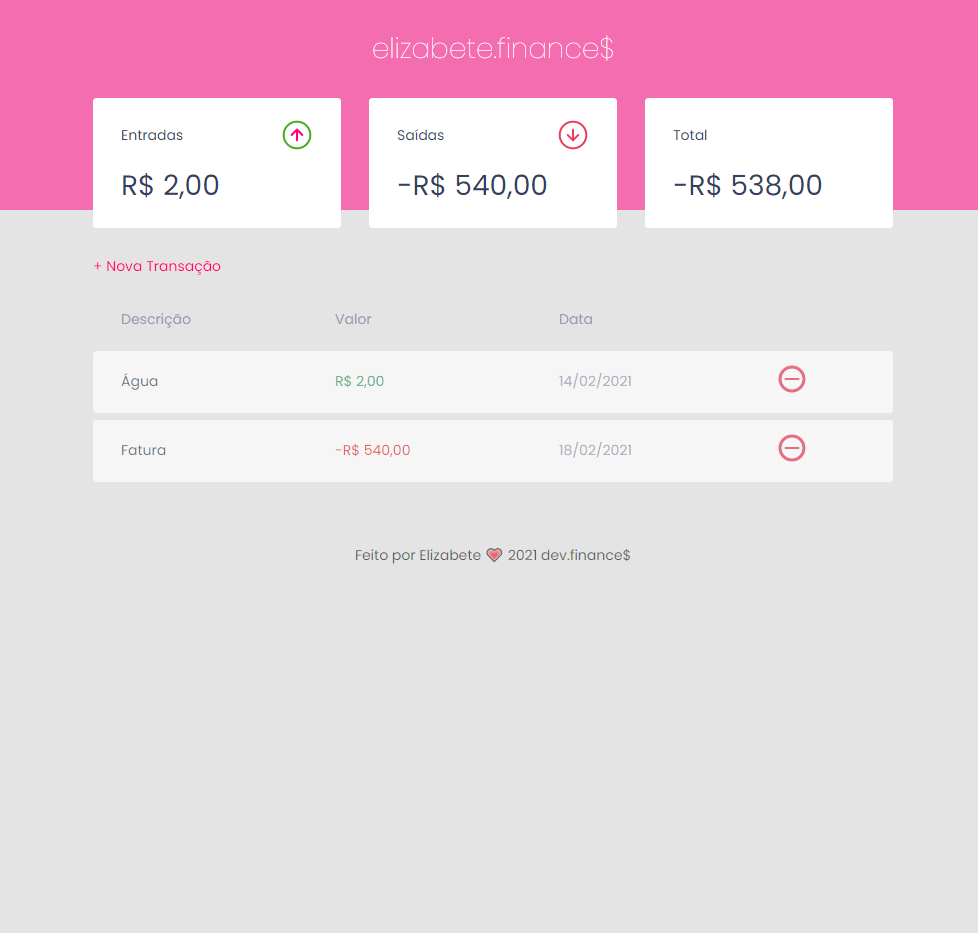 elizabete.finance$
Entradas
R$ 2,00
Saídas
-R$ 540,00
Total
-R$ 538,00
+ Nova Transação
Descrição Valor Data
Água R$ 2,00 14/02/2021
Fatura -R$ 540,00 18/02/2021
Feito por Elizabete 💗 2021 dev.finance$